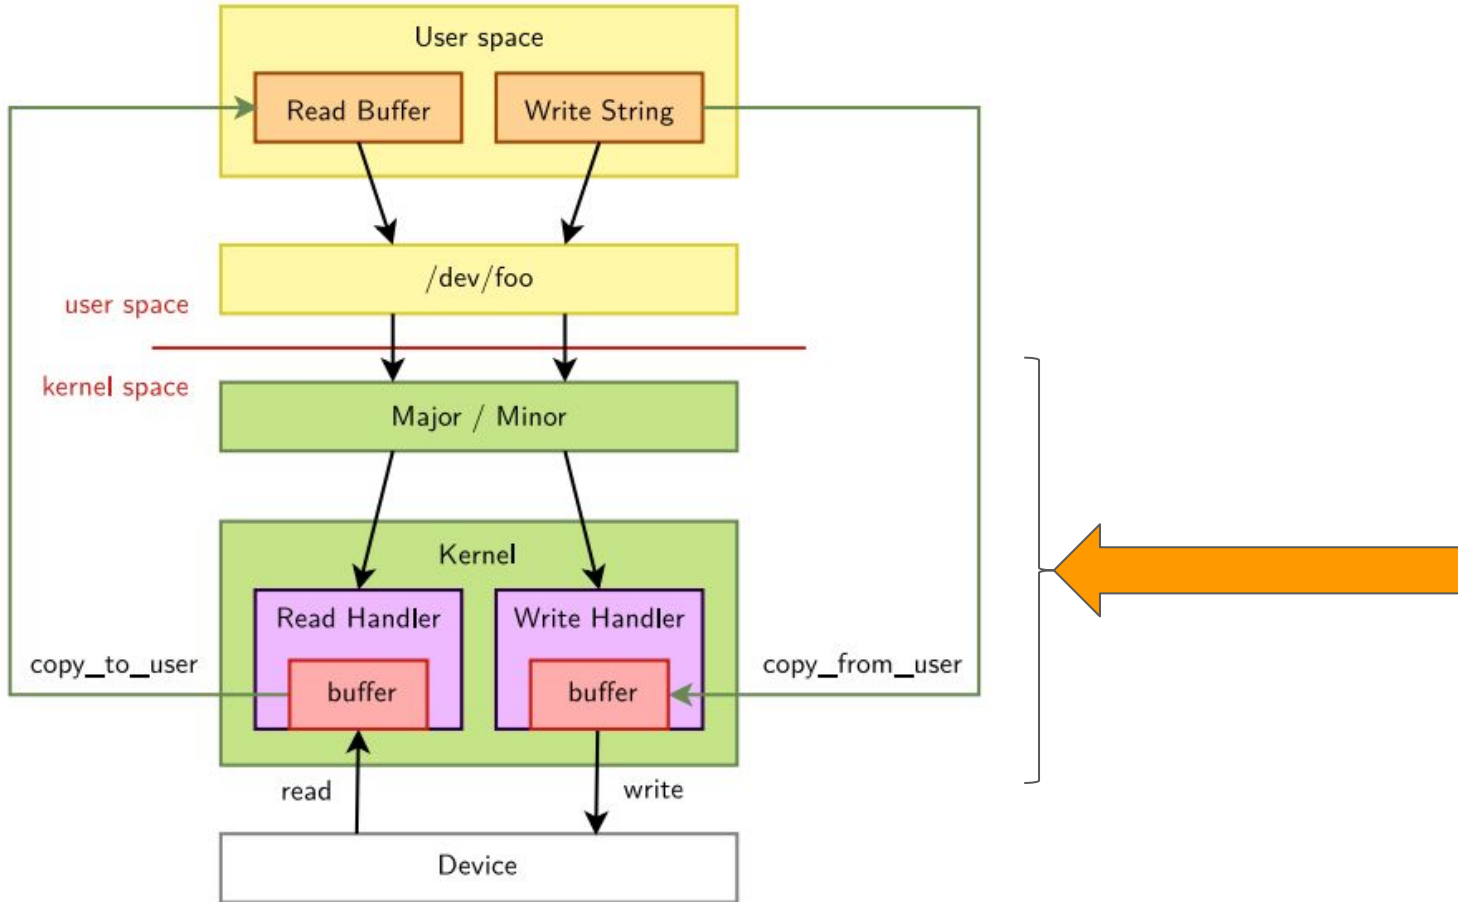 User space
Read Buffer
Write String
/dev/foo
user space
kernel space
Major / Minor
Kernel
Read Handler
Write Handler
copy_to_user
buffer
buffer
copy_from_user
read
write
Device